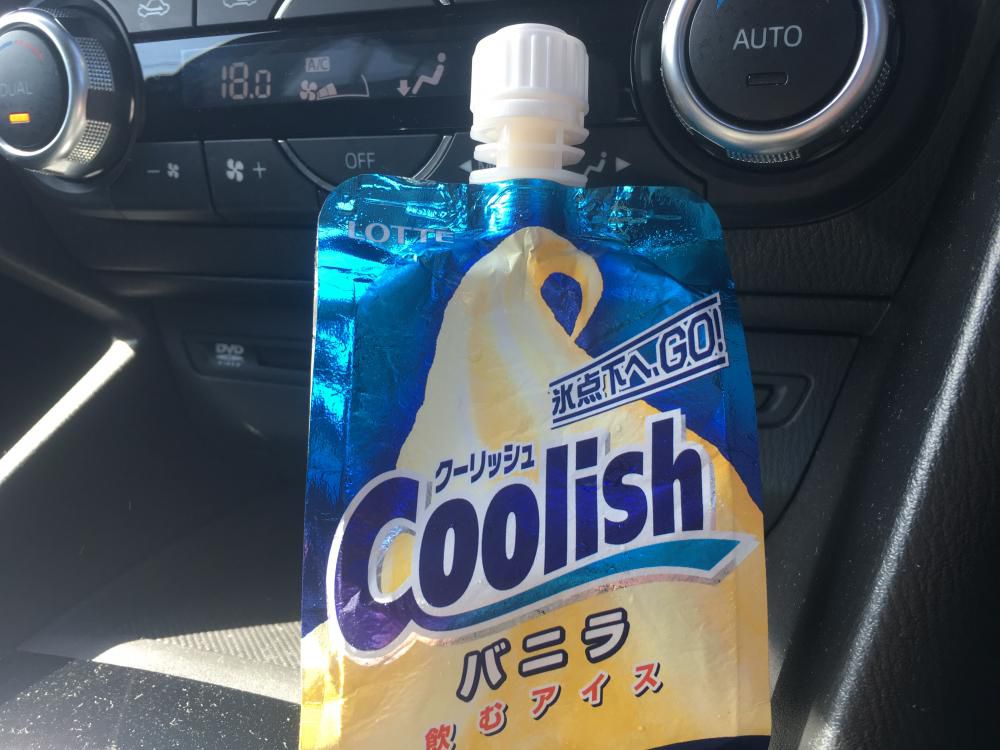 AUTO
DUAL
18.0
A/C
OFF
DVD
LOTTE
氷点下へGO!
クーリッシュ
Coolish
バニラ
飲むアイス